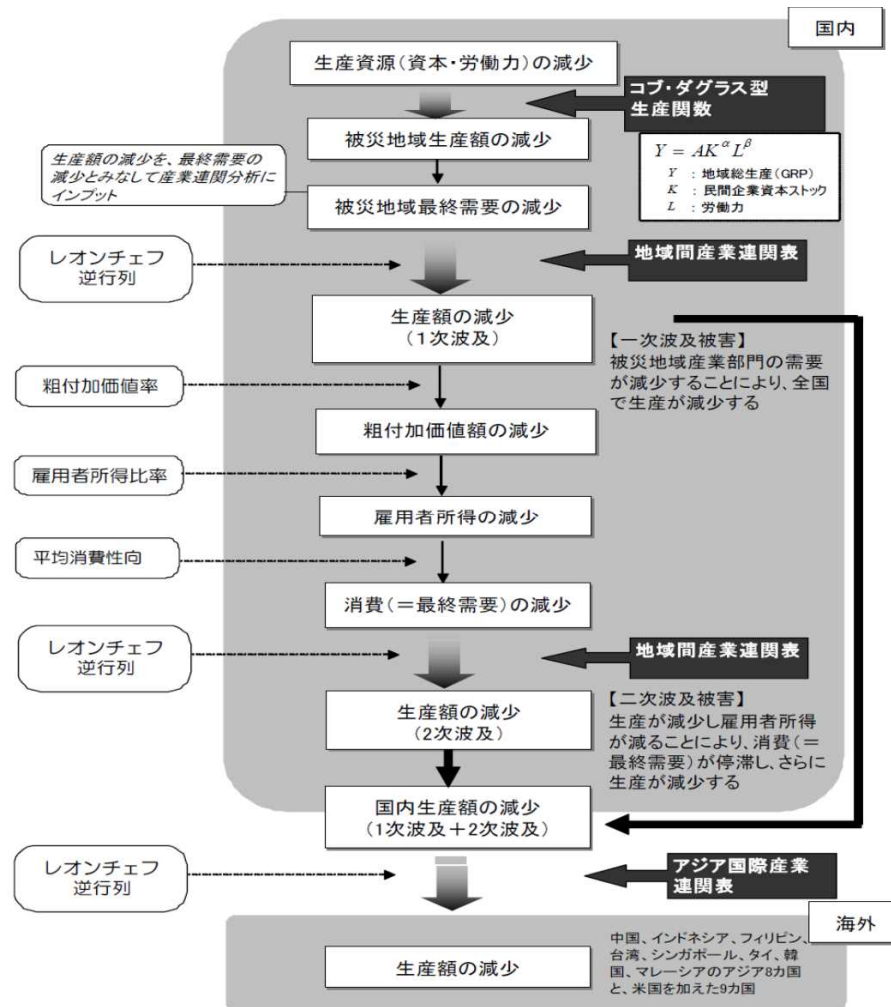 国内
生産資源(資本・労働力)の減少
コブ・ダグラス型
生産関数
被災地域生産額の減少
Y = AK^α L^β
Y ：地域総生産(GRP)
K ：民間企業資本ストック
L ：労働力
生産額の減少を、最終需要の
減少とみなして産業連関分析に
インプット
被災地域最終需要の減少
レオンチェフ
逆行列
地域間産業連関表
生産額の減少
(1次波及)
【一次波及被害】
被災地域産業部門の需要
が減少することにより、全国
で生産が減少する
粗付加価値率
粗付加価値額の減少
雇用者所得比率
雇用者所得の減少
平均消費性向
消費(＝最終需要)の減少
レオンチェフ
逆行列
地域間産業連関表
生産額の減少
(2次波及)
【二次波及被害】
生産が減少し雇用者所得
が減ることにより、消費(＝
最終需要)が停滞し、さらに
生産が減少する
国内生産額の減少
(1次波及＋2次波及)
レオンチェフ
逆行列
アジア国際産業
連関表
海外
生産額の減少
中国、インドネシア、フィリピン、
台湾、シンガポール、タイ、韓
国、マレーシアのアジア8カ国
と、米国を加えた9カ国